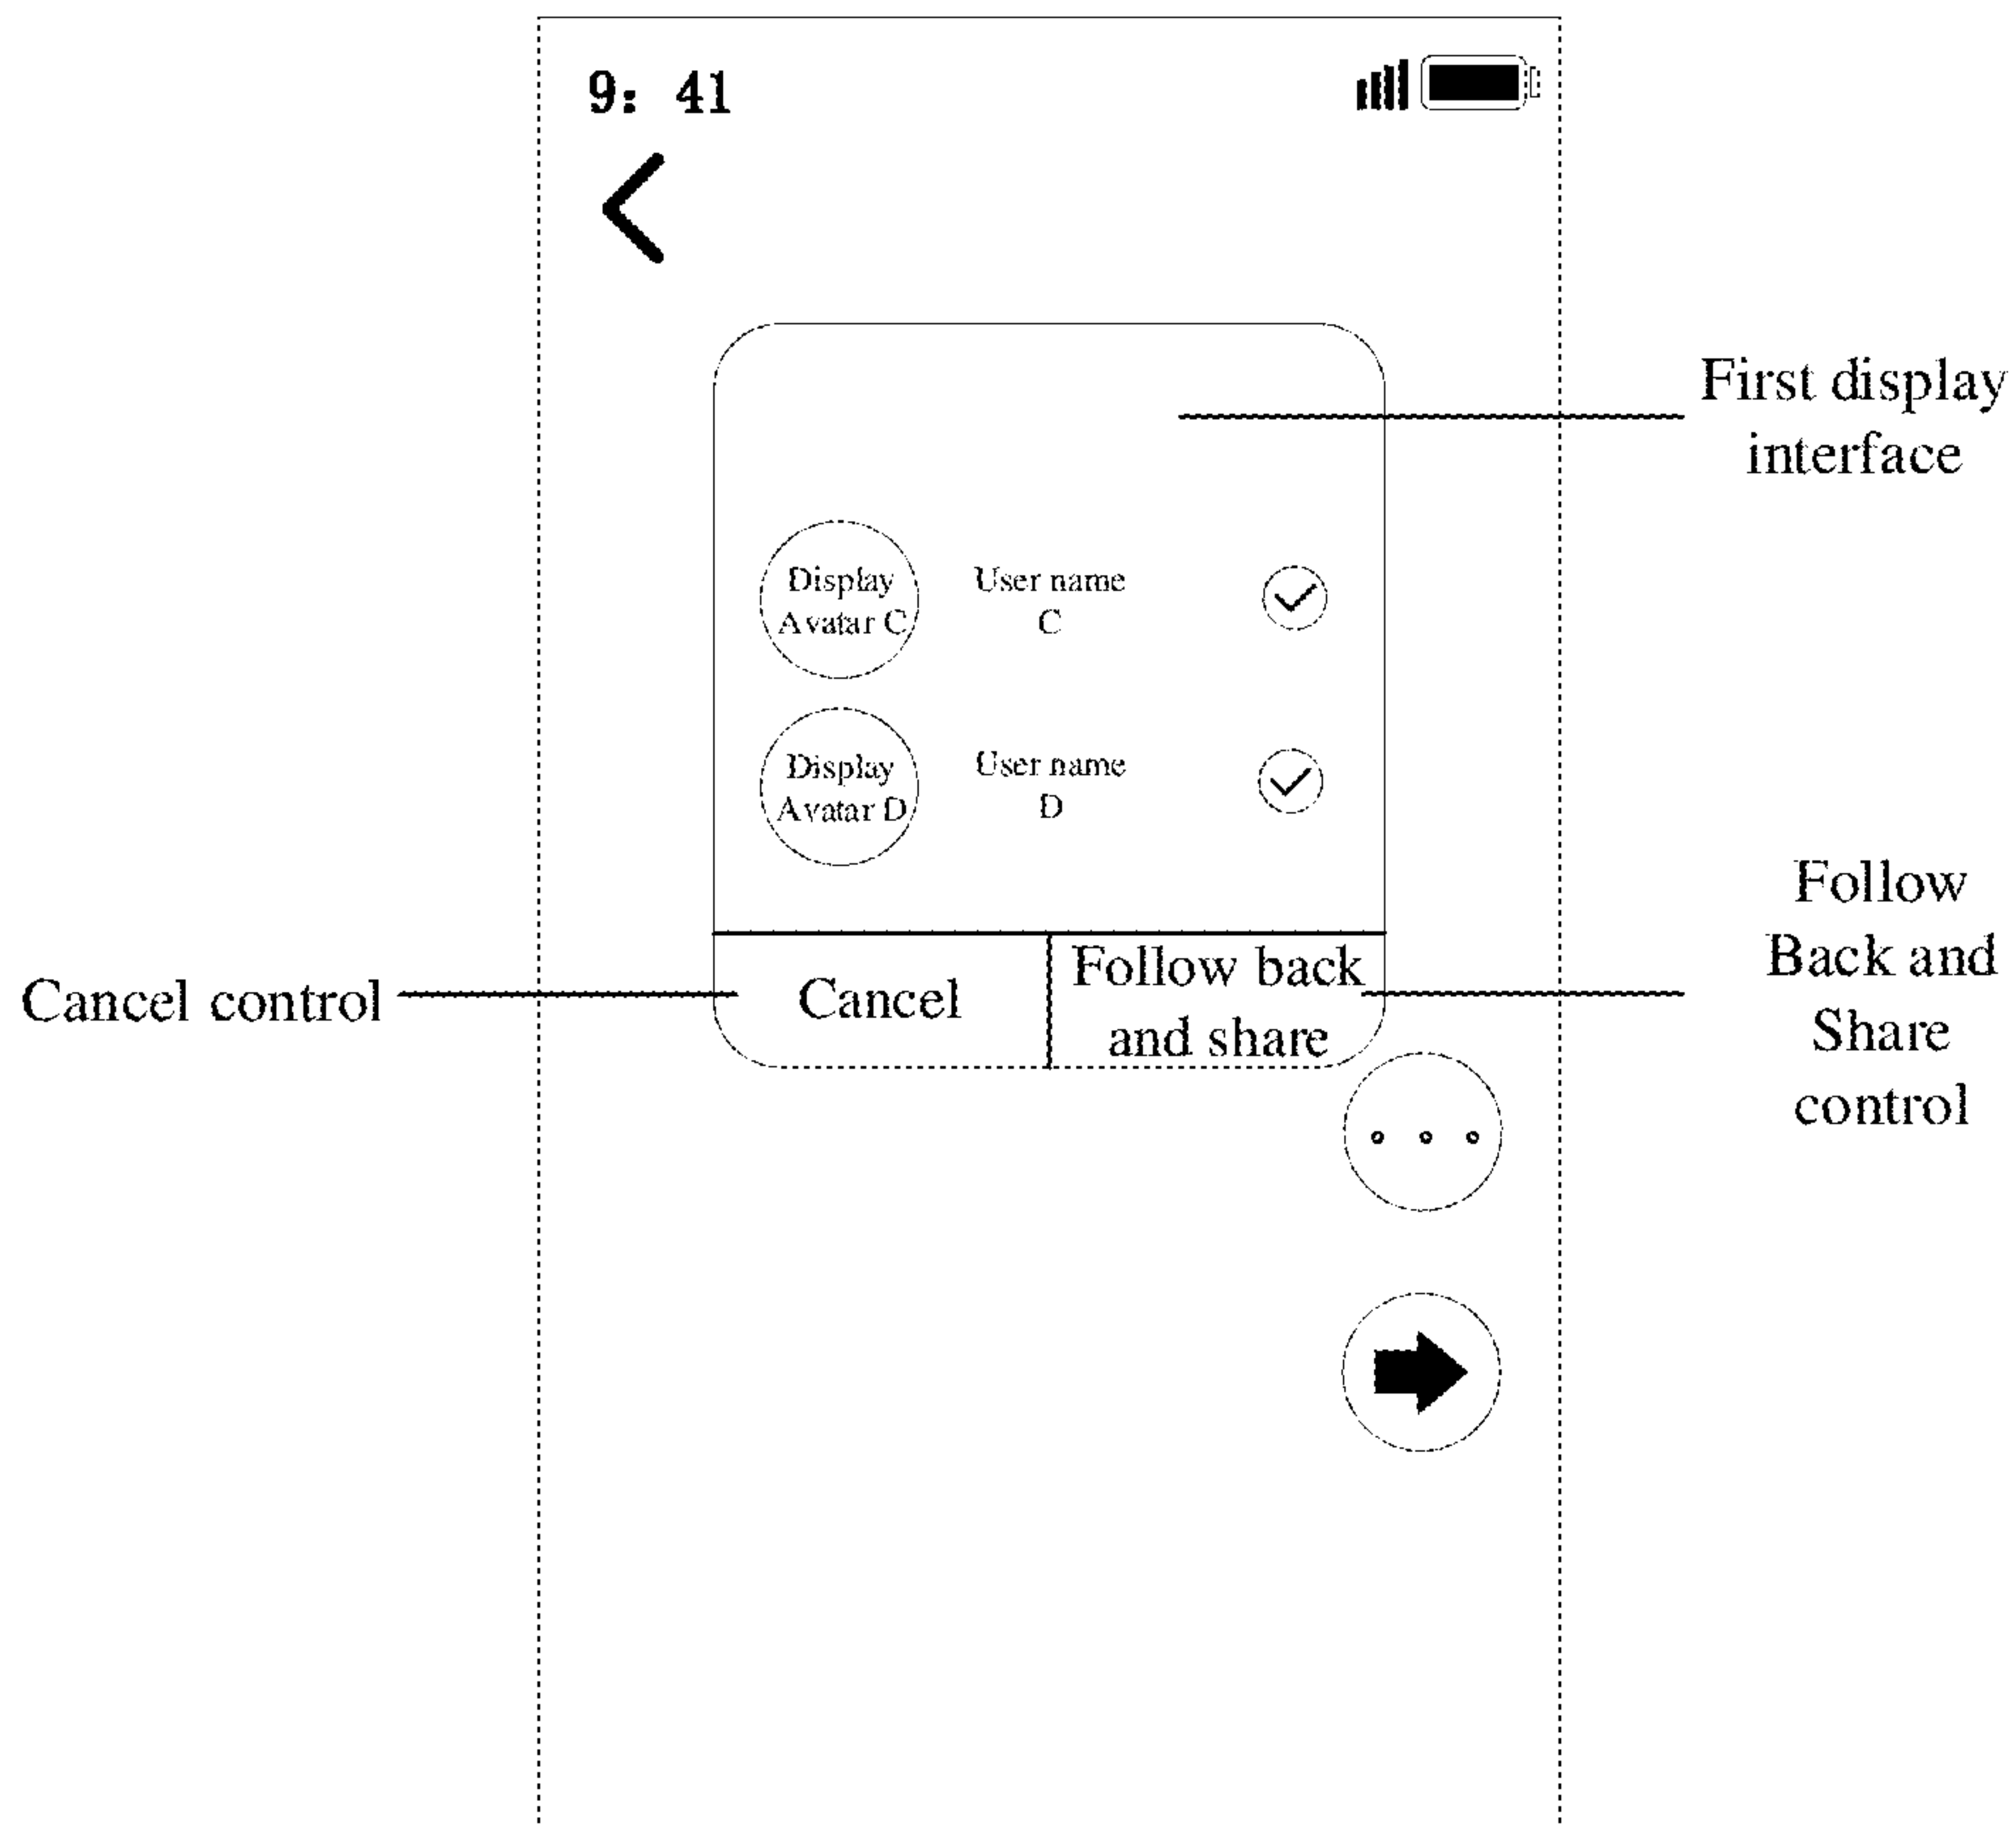 9: 41
First display
interface
Display
Avatar C
User name
C
Display
Avatar D
User name
D
Cancel control
Cancel
Follow back
and share
Follow
Back and
Share
control